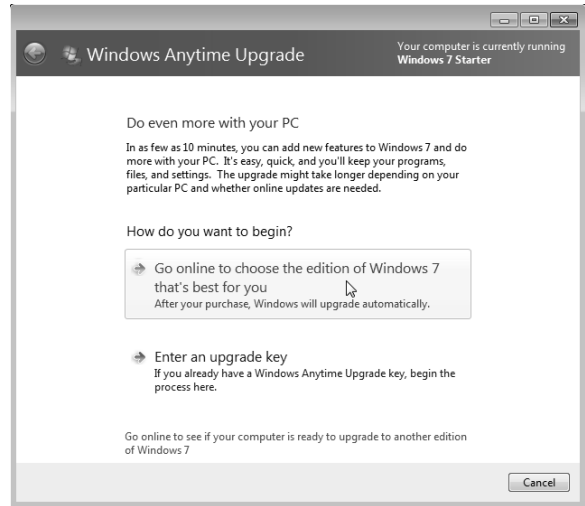 Windows Anytime Upgrade
Your computer is currently running
Windows 7 Starter
Do even more with your PC
In as few as 10 minutes, you can add new features to Windows 7 and do
more with your PC. It's easy, quick, and you'll keep your programs,
files, and settings. The upgrade might take longer depending on your
particular PC and whether online updates are needed.
How do you want to begin?
Go online to choose the edition of Windows 7
that's best for you
After your purchase, Windows will upgrade automatically.
Enter an upgrade key
If you already have a Windows Anytime Upgrade key, begin the
process here.
Go online to see if your computer is ready to upgrade to another edition
of Windows 7
Cancel